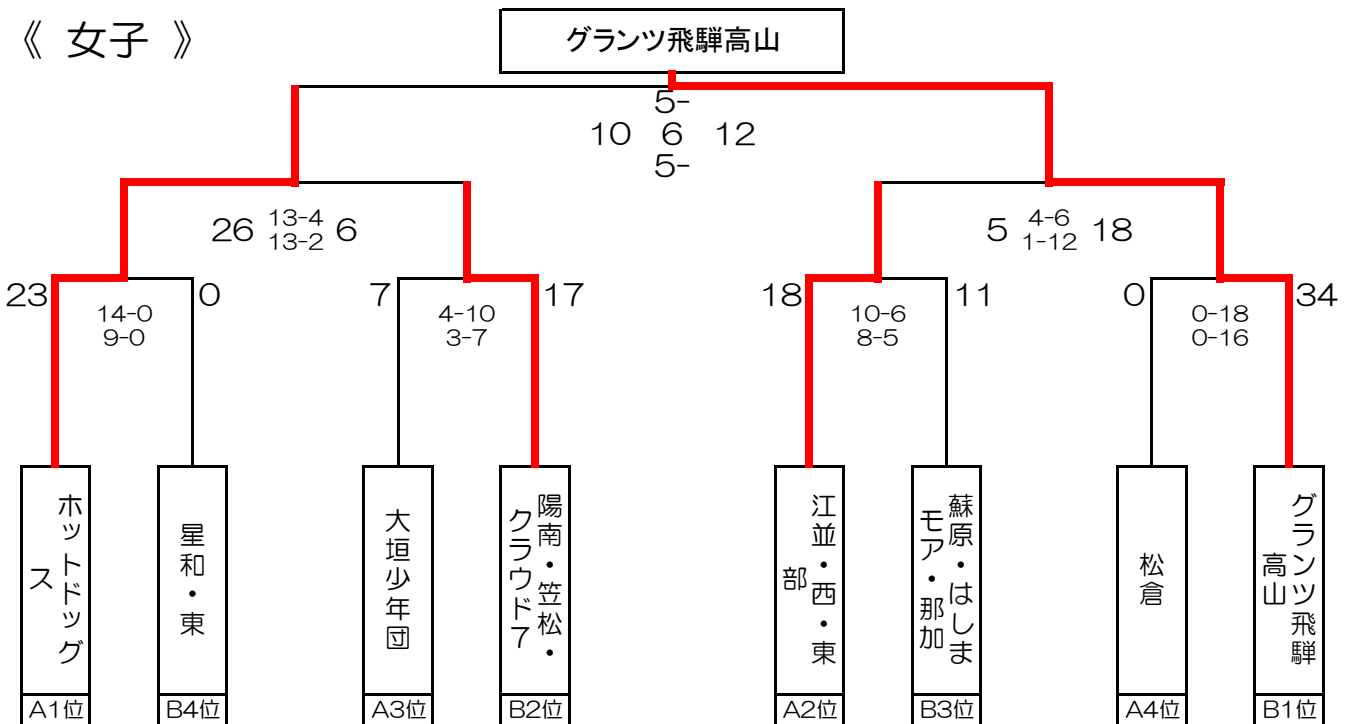 《 女子 》
グランツ飛騨高山
5-
10 6 12
5-
26 13-4 6
13-2
5 4-6 18
1-12
23 0 7 17 18 11 0 34
14-0 4-10 10-6 0-18
9-0 3-7 8-5 0-16
ホットドッグ
ス
星和・東
大垣少年団
陽南・笠松・
クラウド7
江並・西・東
部
蘇原・はしま
モア・那加
松倉
グランツ飛騨
高山
A1位 B4位 A3位 B2位 A2位 B3位 A4位 B1位